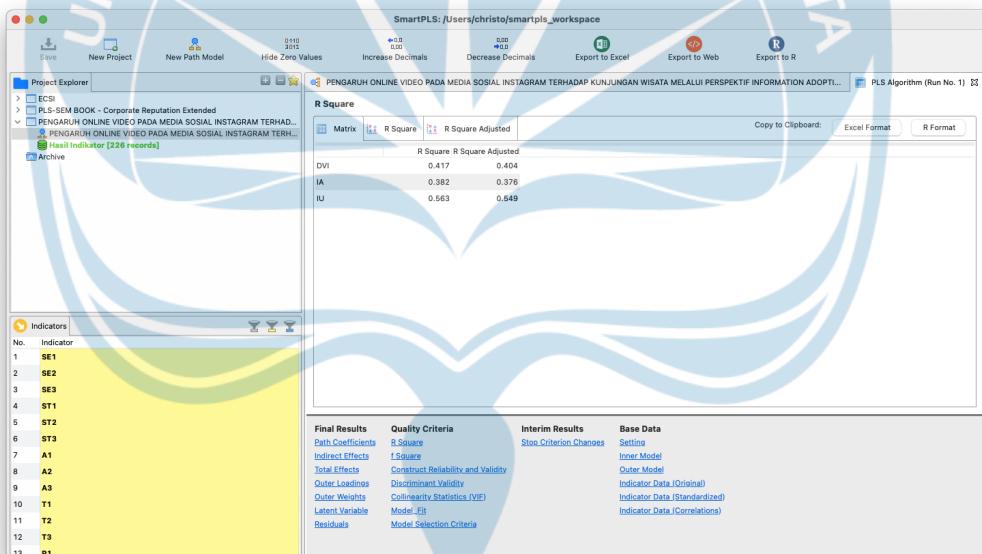 SmartPLS: /Users/christo/smartpls_workspace
Save
New Project
New Path Model
Hide Zero Values
Increase Decimals
Decrease Decimals
Export to Excel
Export to Web
Export to R
Project Explorer
ECSI
PLS-SEM BOOK - Corporate Reputation Extended
PENGARUH ONLINE VIDEO PADA MEDIA SOSIAL INSTAGRAM TERHAD...
PENGARUH ONLINE VIDEO PADA MEDIA SOSIAL INSTAGRAM TERH...
Hasil Indikator [226 records]
Archive
PENGARUH ONLINE VIDEO PADA MEDIA SOSIAL INSTAGRAM TERHADAP KUNJUNGAN WISATA MELALUI PERSPEKTIF INFORMATION ADOPTI...
PLS Algorithm (Run No. 1)
R Square
Matrix
R Square
R Square Adjusted
Copy to Clipboard:
Excel Format
R Format
R Square R Square Adjusted
DVI 0.417 0.404
IA 0.382 0.376
IU 0.563 0.549
Indicators
No. Indicator
1 SE1
2 SE2
3 SE3
4 ST1
5 ST2
6 ST3
7 A1
8 A2
9 A3
10 T1
11 T2
12 T3
13
Final Results
Path Coefficients
Indirect Effects
Total Effects
Outer Loadings
Outer Weights
Latent Variable
Residuals
Quality Criteria
R Square
f Square
Construct Reliability and Validity
Discriminant Validity
Collinearity Statistics (VIF)
Model_Fit
Model Selection Criteria
Interim Results
Stop Criterion Changes
Base Data
Setting
Inner Model
Outer Model
Indicator Data (Original)
Indicator Data (Standardized)
Indicator Data (Correlations)